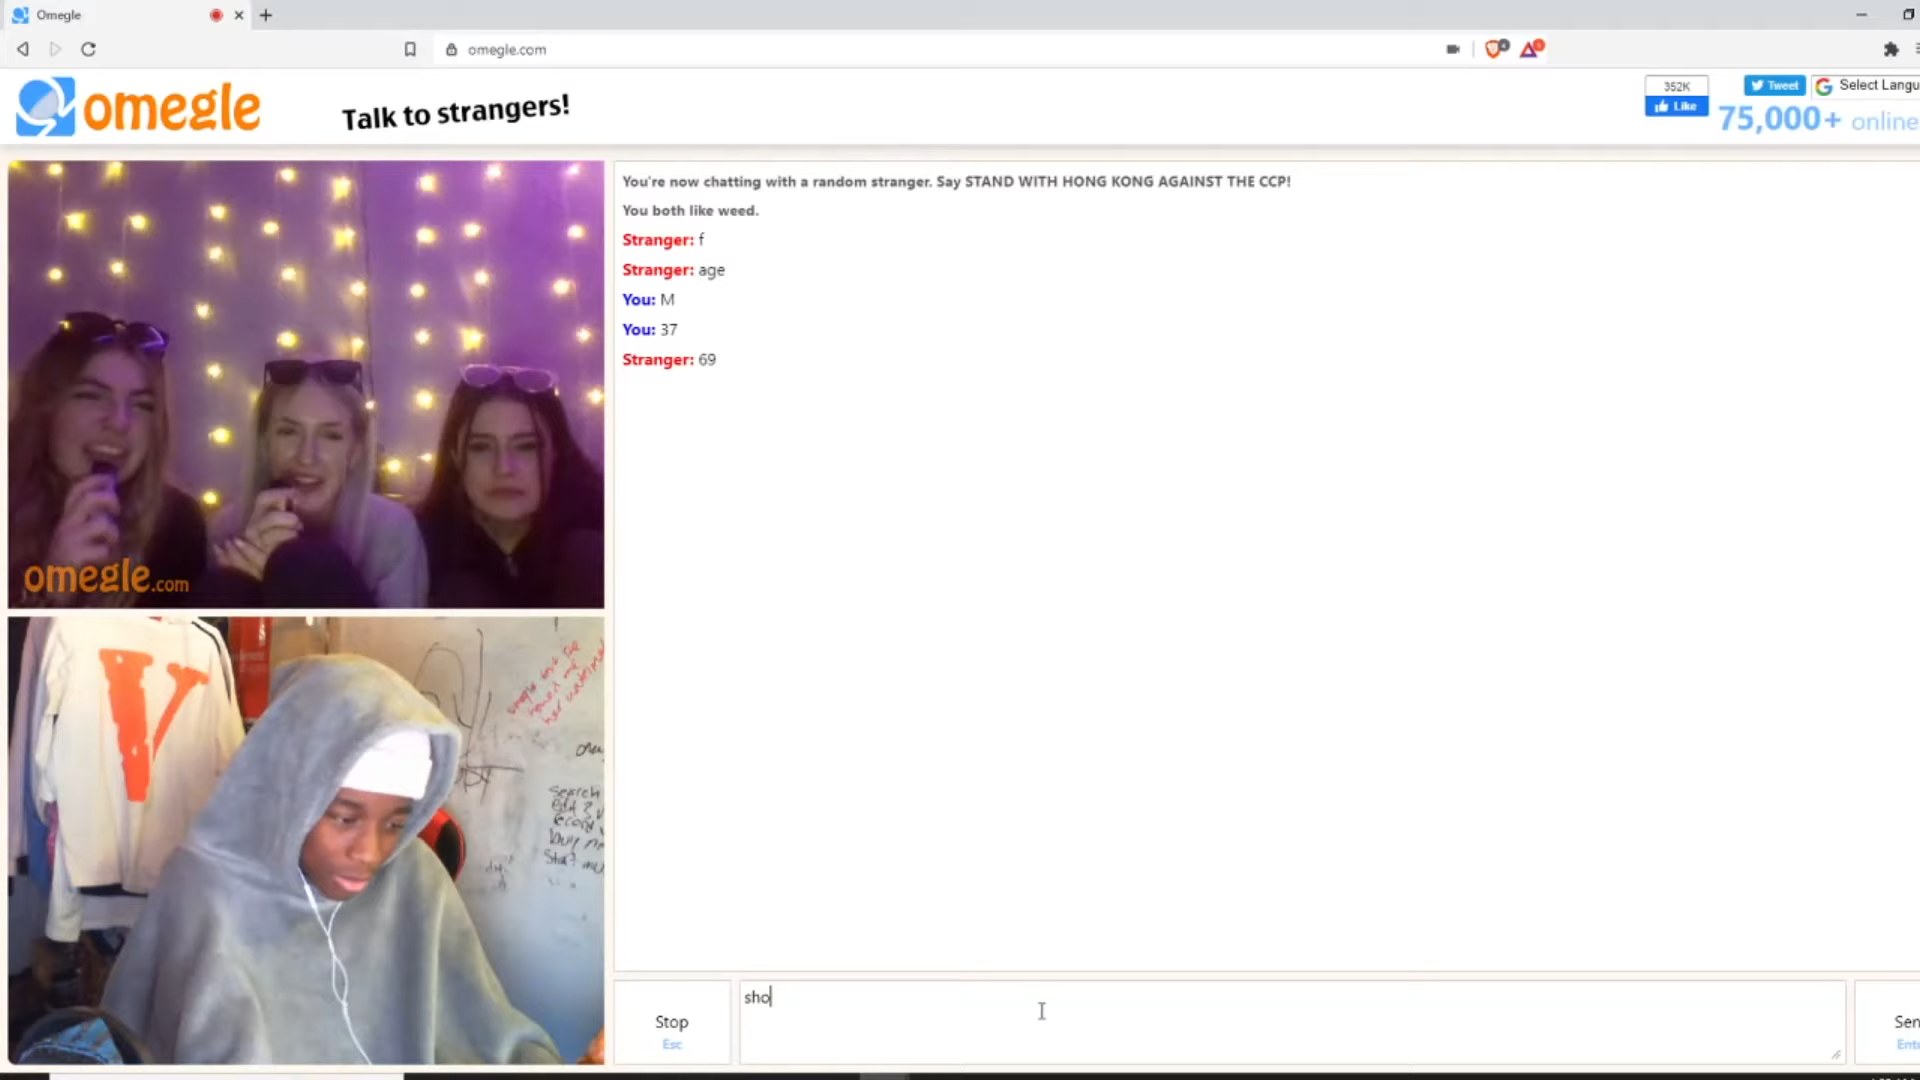 Omegle
omegle.com
omegle
Talk to strangers!
352K
Like
Tweet
Select Langu
75,000+ online
You're now chatting with a random stranger. Say STAND WITH HONG KONG AGAINST THE CCP!
You both like weed.
Stranger: f
Stranger: age
You: M
You: 37
Stranger: 69
omegle.com
V
Search
sho
Stop
Esc
Sen
Ente